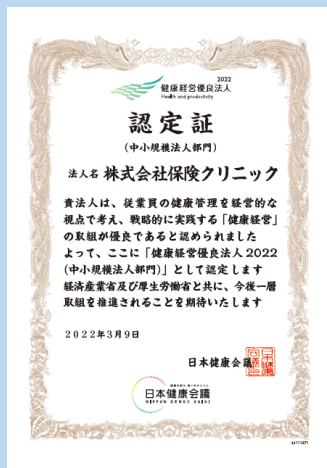 2022
健康経営優良法人
Health and productivity
認定証
(中小規模法人部門)
法人名 株式会社保険クリニック
貴法人は、従業員の健康管理を経営的な
視点で考え、戦略的に実践する「健康経営」
の取組が優良であると認められました
よって、ここに「健康経営優良法人2022
(中小規模法人部門)」として認定します
経済産業省及び厚生労働省と共に、今後一層
取組を推進されることを期待いたします
2022年3月9日
日本健康会議
日本健康会議
NIPPON KENKO KAIGI